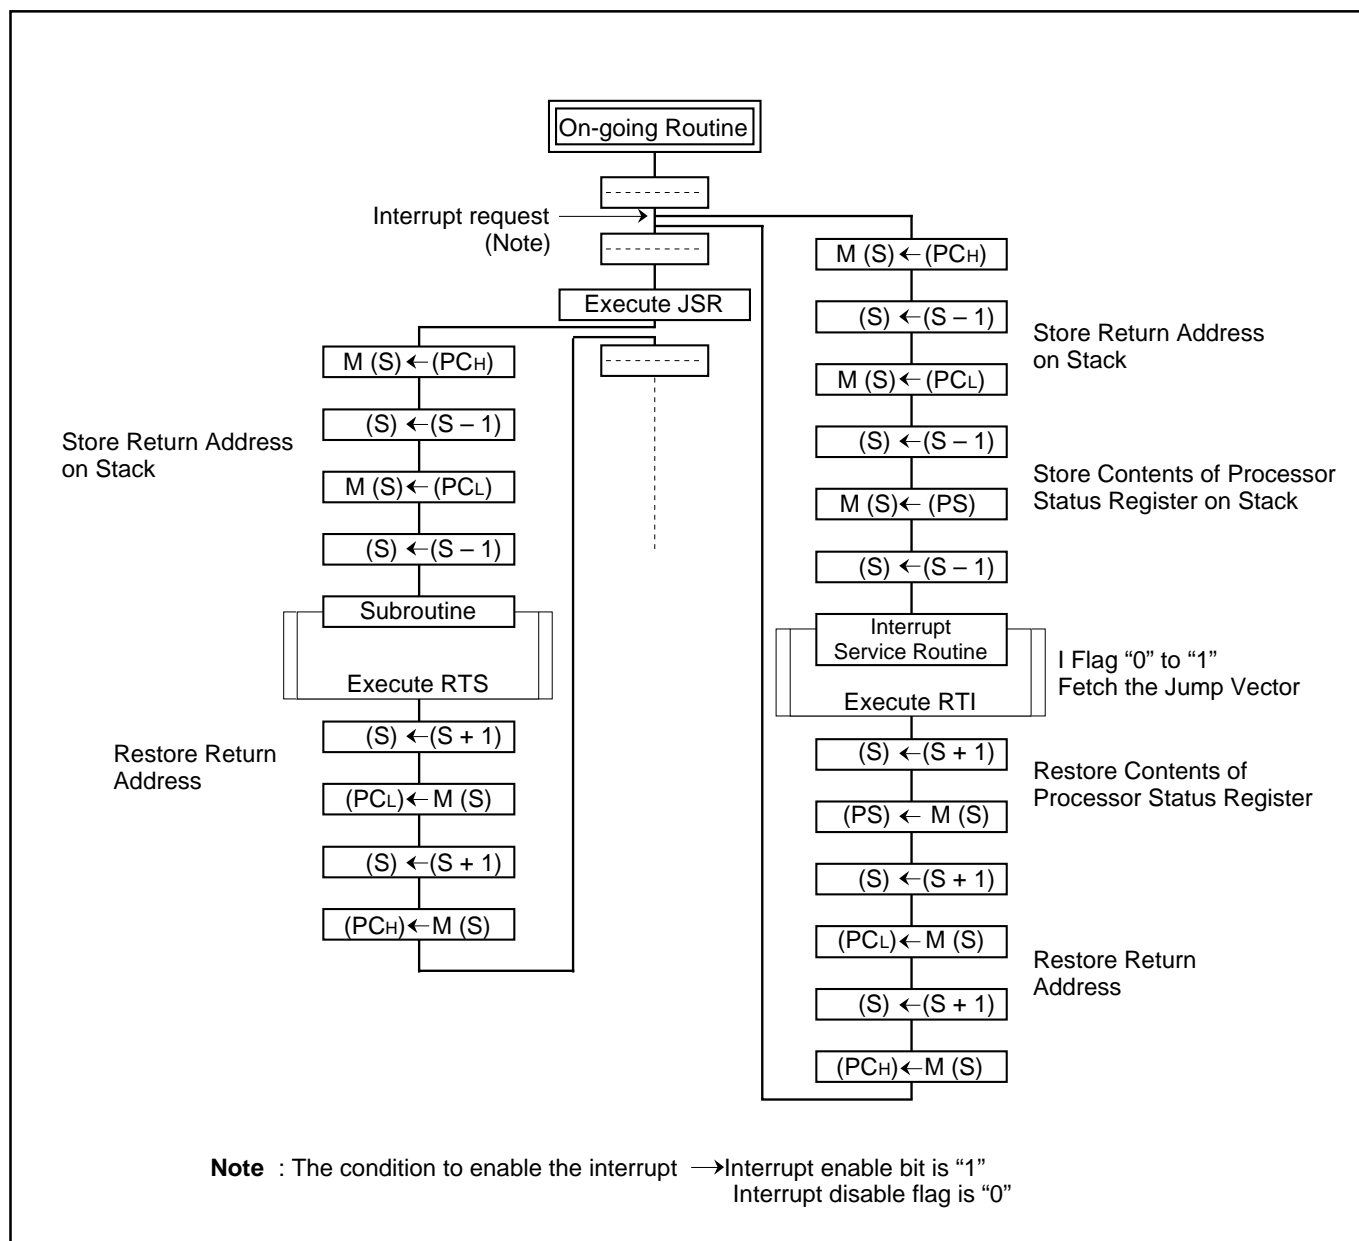 On-going Routine
Interrupt request
(Note)
Execute JSR
M (S) ← (PCH)
(S) ← (S – 1)
M (S) ← (PCL)
(S) ← (S – 1)
Store Return Address
on Stack
Subroutine
Execute RTS
(S) ← (S + 1)
(PCL) ← M (S)
(S) ← (S + 1)
(PCH) ← M (S)
Restore Return
Address
M (S) ← (PCH)
(S) ← (S – 1)
M (S) ← (PCL)
(S) ← (S – 1)
M (S) ← (PS)
(S) ← (S – 1)
Store Return Address
on Stack
Store Contents of Processor
Status Register on Stack
Interrupt
Service Routine
Execute RTI
I Flag “0” to “1”
Fetch the Jump Vector
(S) ← (S + 1)
(PS) ← M (S)
(S) ← (S + 1)
(PCL) ← M (S)
(S) ← (S + 1)
(PCH) ← M (S)
Restore Contents of
Processor Status Register
Restore Return
Address
Note : The condition to enable the interrupt → Interrupt enable bit is “1”
Interrupt disable flag is “0”